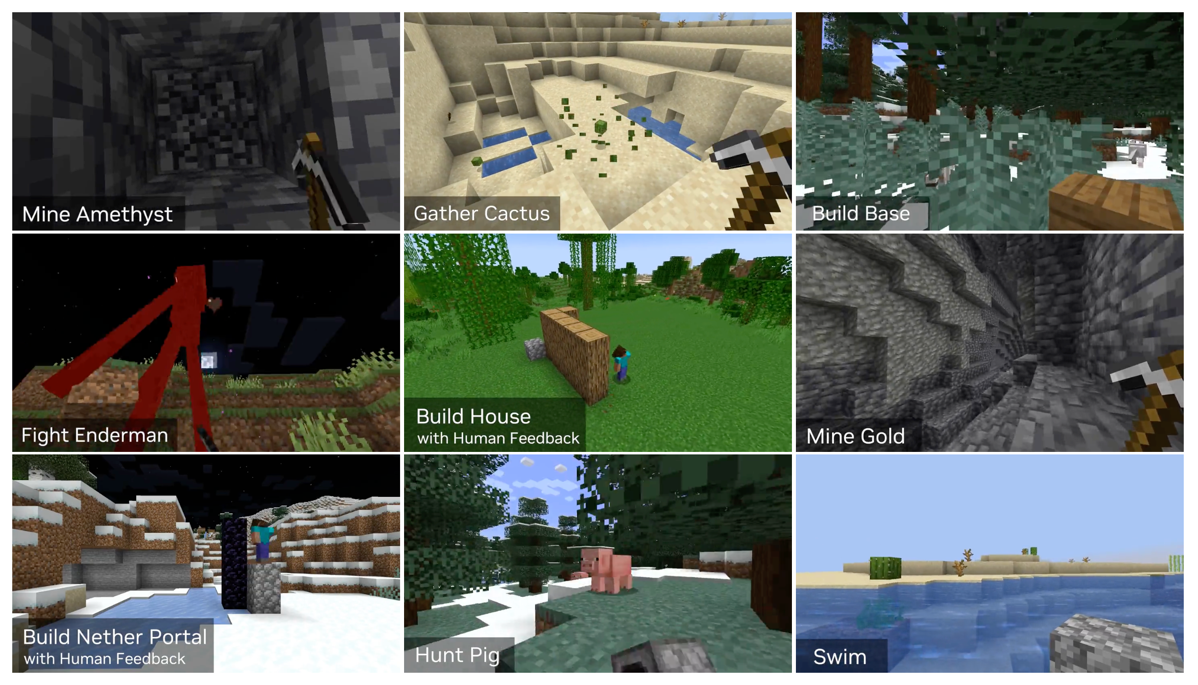 Mine Amethyst
Gather Cactus
Build Base
Fight Enderman
Build House
with Human Feedback
Mine Gold
Build Nether Portal
with Human Feedback
Hunt Pig
Swim